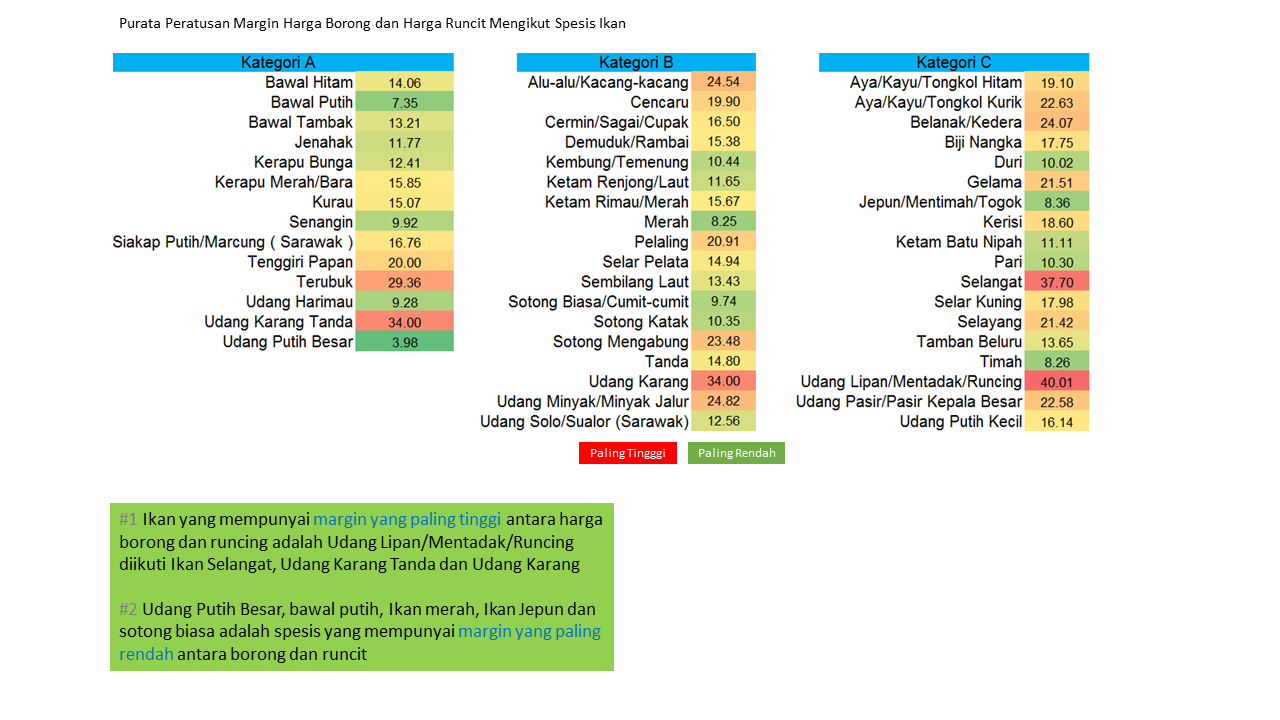 Purata Peratusan Margin Harga Borong dan Harga Runcit Mengikut Spesis Ikan
Kategori A
Bawal Hitam 14.06
Bawal Putih 7.35
Bawal Tambak 13.21
Jenahak 11.77
Kerapu Bunga 12.41
Kerapu Merah/Bara 15.85
Kurau 15.07
Senangin 9.92
Siakap Putih/Marcung ( Sarawak ) 16.76
Tenggiri Papan 20.00
Terubuk 29.36
Udang Harimau 9.28
Udang Karang Tanda 34.00
Udang Putih Besar 3.98
Kategori B
Alu-alu/Kacang-kacang 24.54
Cencaru 19.90
Cermin/Sagai/Cupak 16.50
Demuduk/Rambai 15.38
Kembung/Temenung 10.44
Ketam Renjong/Laut 11.65
Ketam Rimau/Merah 15.67
Merah 8.25
Pelaling 20.91
Selar Pelata 14.94
Sembilang Laut 13.43
Sotong Biasa/Cumit-cumit 9.74
Sotong Katak 10.35
Sotong Mengabung 23.48
Tanda 14.80
Udang Karang 34.00
Udang Minyak/Minyak Jalur 24.82
Udang Solo/Sualor (Sarawak) 12.56
Kategori C
Aya/Kayu/Tongkol Hitam 19.10
Aya/Kayu/Tongkol Kurik 22.63
Belanak/Kedera 24.07
Biji Nangka 17.75
Duri 10.02
Gelama 21.51
Jepun/Mentimah/Togok 8.36
Kerisi 18.60
Ketam Batu Nipah 11.11
Pari 10.30
Selangat 37.70
Selar Kuning 17.98
Selayang 21.42
Tamban Beluru 13.65
Timah 8.26
Udang Lipan/Mentadak/Runcing 40.01
Udang Pasir/Pasir Kepala Besar 22.58
Udang Putih Kecil 16.14
Paling Tingggi
Paling Rendah
#1 Ikan yang mempunyai margin yang paling tinggi antara harga
borong dan runcing adalah Udang Lipan/Mentadak/Runcing
diikuti Ikan Selangat, Udang Karang Tanda dan Udang Karang
#2 Udang Putih Besar, bawal putih, Ikan merah, Ikan Jepun dan
sotong biasa adalah spesis yang mempunyai margin yang paling
rendah antara borong dan runcit